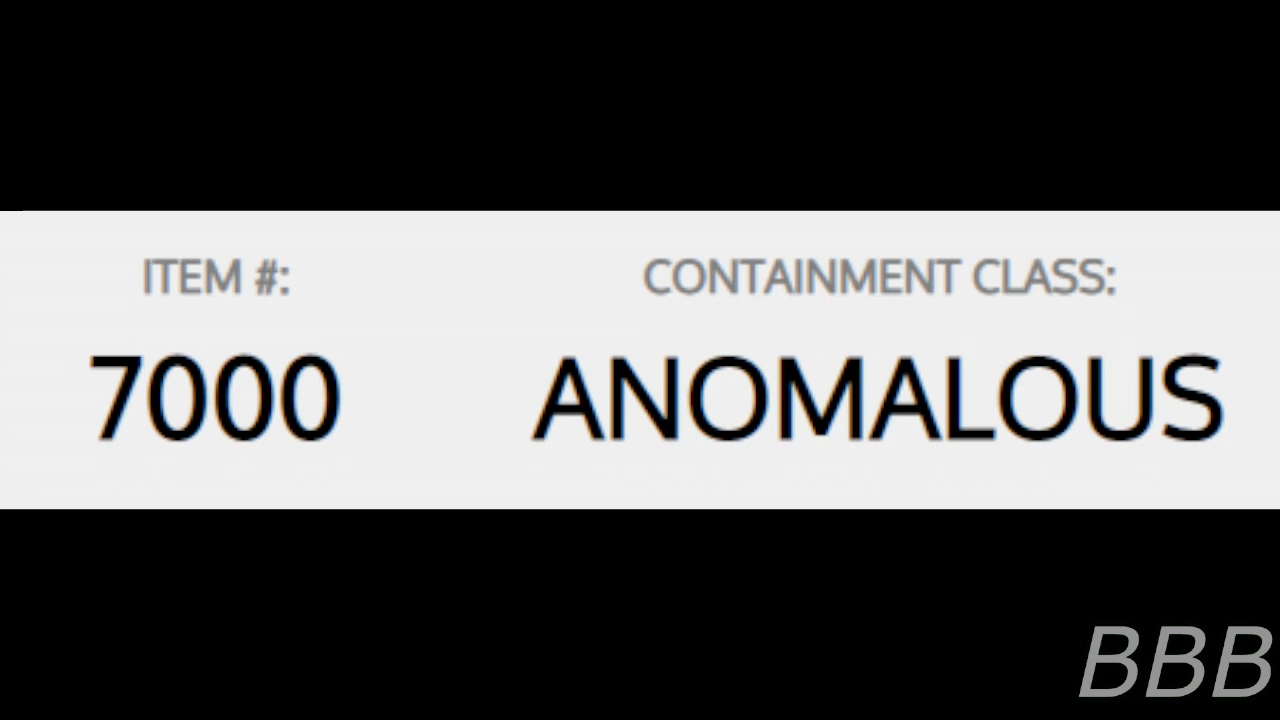 ITEM #:
CONTAINMENT CLASS:
7000
ANOMALOUS
BBB